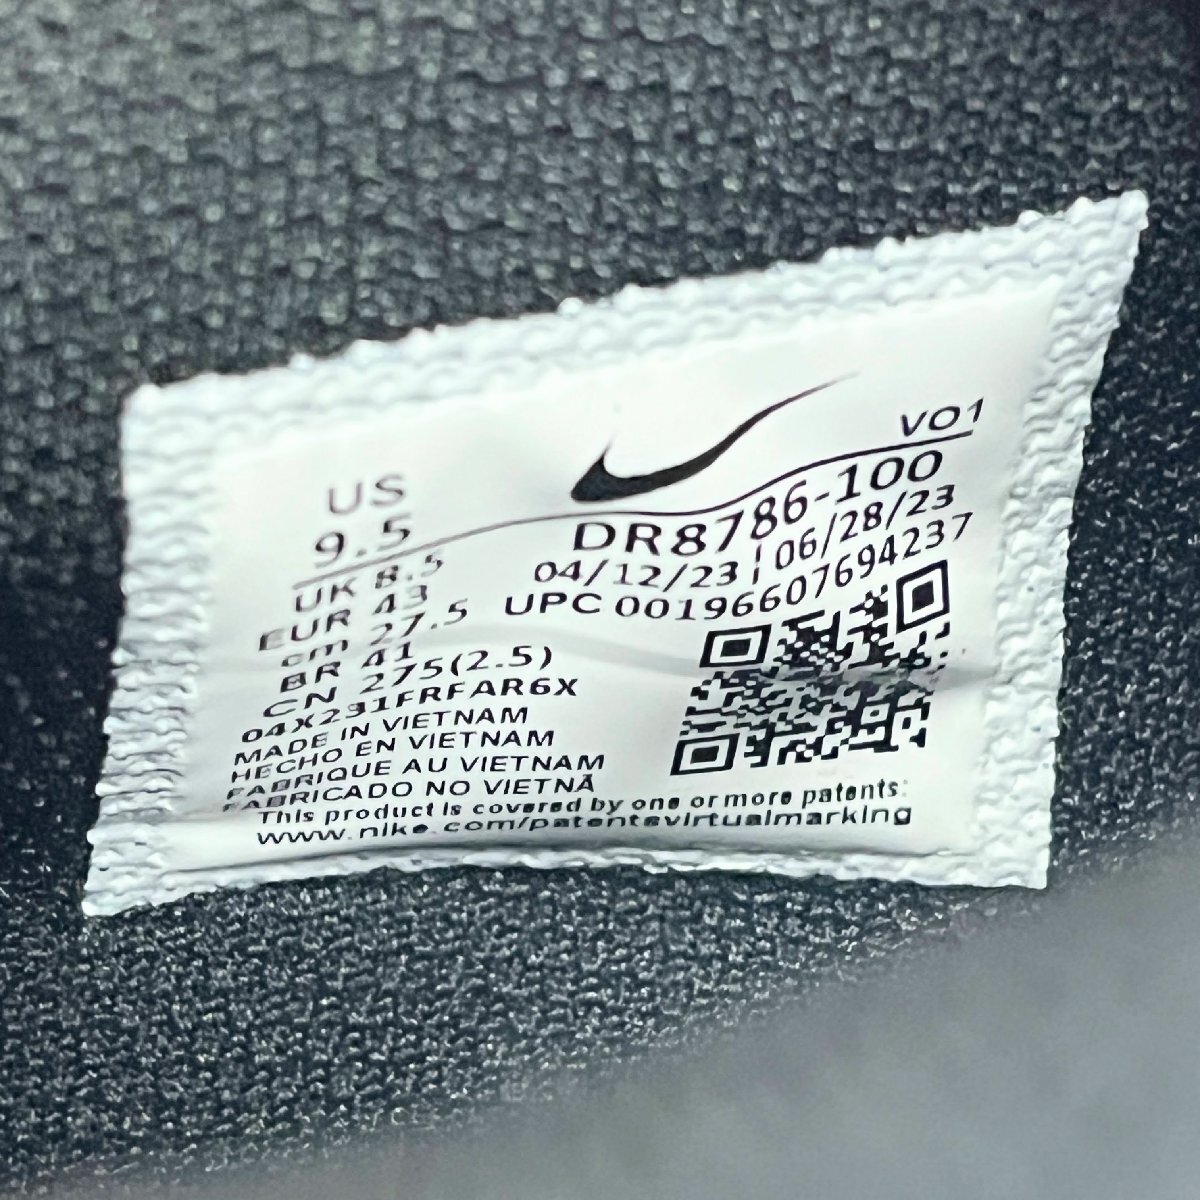 US
9.5
UK 8.5
EUR 43
cm 27.5
BR 41
CN 275(2.5)
04X231FRFAR6X
MADE IN VIETNAM
HECHO EN VIETNAM
FABRIQUE AU VIETNAM
FABRICADO NO VIETNÃ
VO1
DR8786-100
04/12/23 | 06/28/23
UPC 00196607694237
This product is covered by one or more patents:
www.nike.com/patentsvirtualmarking